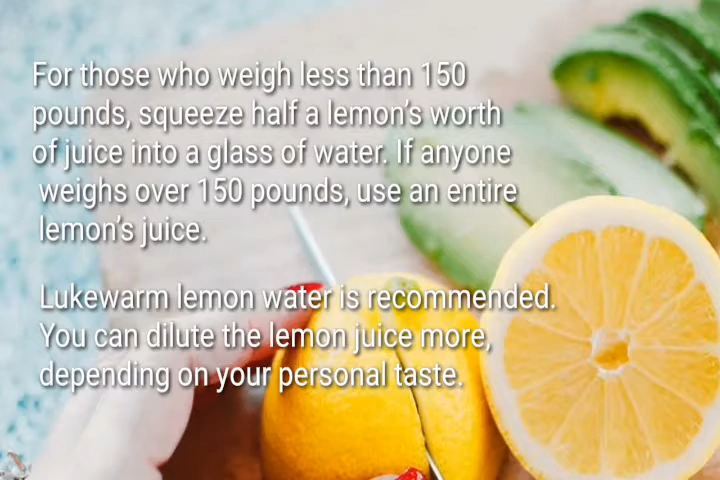 For those who weigh less than 150
pounds, squeeze half a lemon's worth
of juice into a glass of water. If anyone
weighs over 150 pounds, use an entire
lemon's juice.
Lukewarm lemon water is recommended.
You can dilute the lemon juice more,
depending on your personal taste.